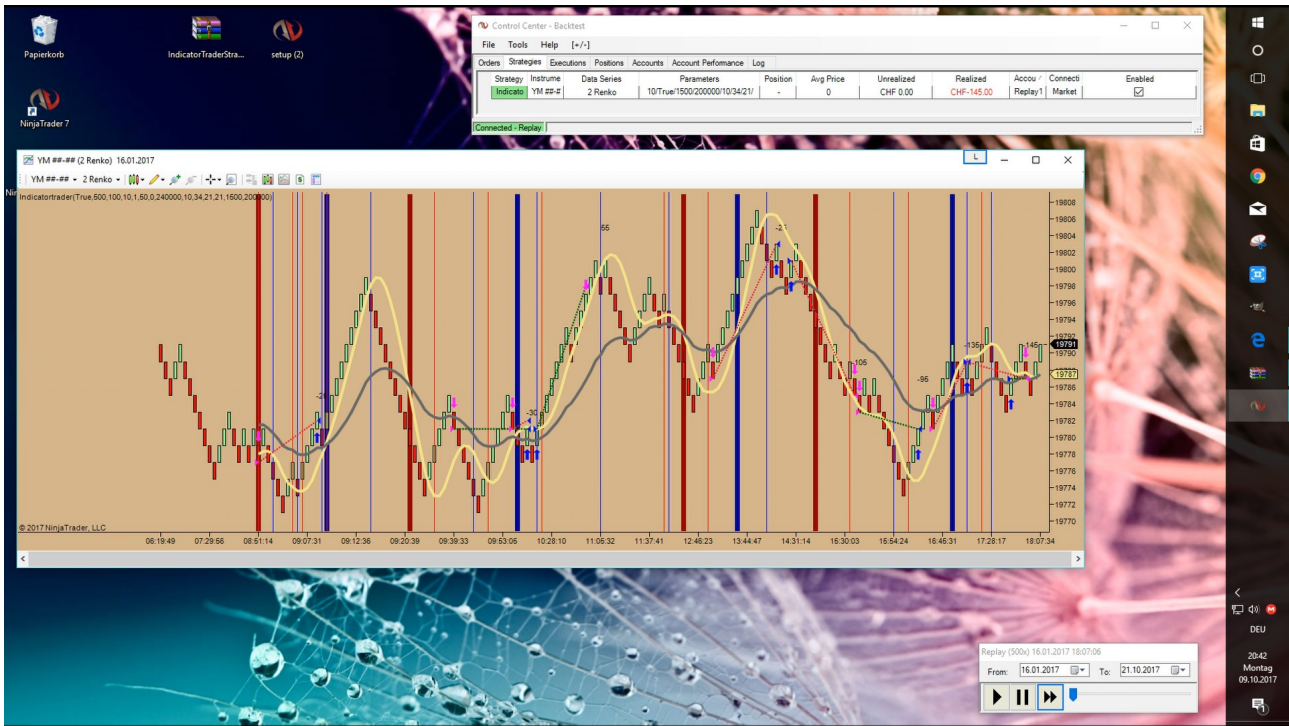 Papierkorb
IndicatorTraderStra...
setup (2)
NinjaTrader 7
Control Center - Backtest
File Tools Help [+/-]
Orders Strategies Executions Positions Accounts Account Perfomance Log
Strategy Instrume Data Series Parameters Position Avg Price Unrealized Realized Accou Connecti Enabled
Indicato YM ##-# 2 Renko 10/True/1500/200000/10/34/21/ - 0 CHF 0.00 CHF-145.00 Replay1 Market
Connected - Replay
YM ##-## (2 Renko) 16.01.2017
L
YM ##-## 2 Renko
Indicatortrader(True,500,100,10,1,50,0,240000,10,34,21,21,1500,200000)
19808
19806
19804
19802
19800
19798
19796
19794
19792
19791
19790
19787
19786
19784
19782
19780
19778
19776
19774
19772
19770
65
-30
-105
-95
-135
-145
© 2017 NinjaTrader, LLC
06:19:49 07:29:56 08:51:14 09:07:31 09:12:36 09:20:39 09:39:33 09:53:06 10:28:10 11:05:32 11:37:41 12:46:23 13:44:47 14:31:14 15:30:03 15:54:24 16:45:31 17:28:17 18:07:34
Replay (500x) 16.01.2017 18:07:06
From: 16.01.2017 To: 21.10.2017
DEU
20:42
Montag
09.10.2017